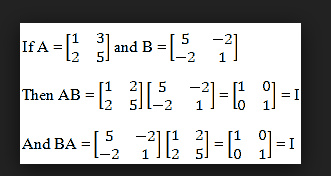 If A = [1 3 2 5] and B = [5 −2 −2 1]
Then AB = [1 2 2 5] [5 −2 −2 1] = [1 0 0 1] = I
And BA = [5 −2 −2 1] [1 2 2 5] = [1 0 0 1] = I